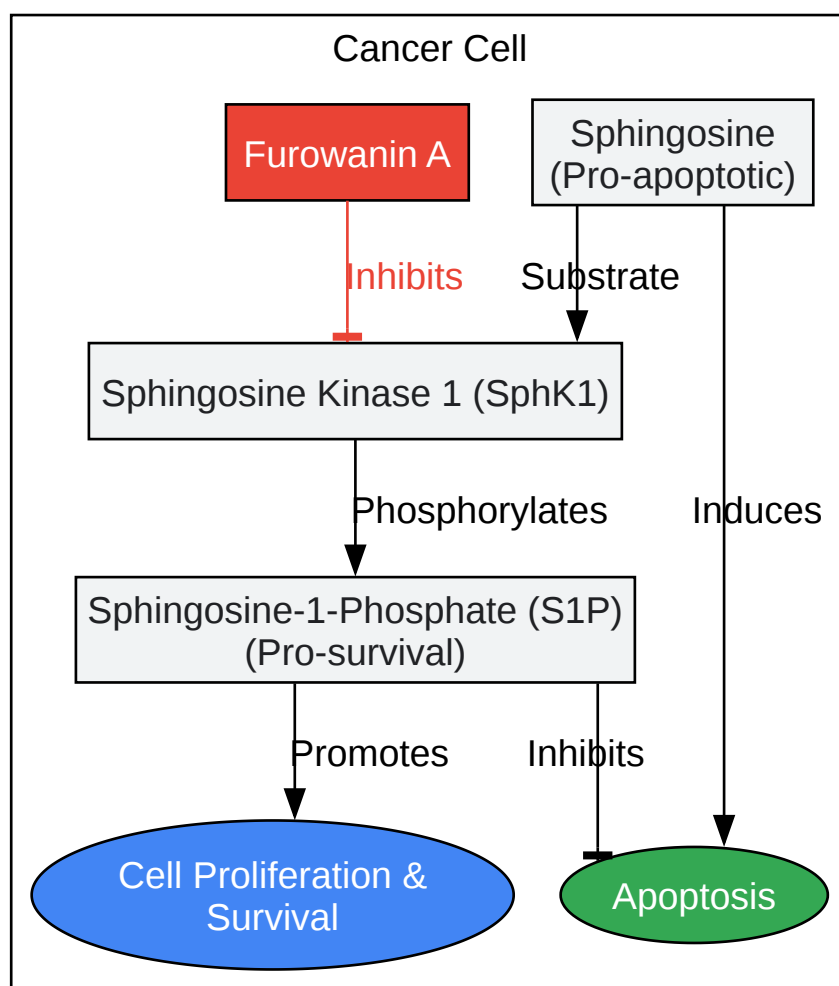 Cancer Cell
Furowanin A
Sphingosine
(Pro-apoptotic)
Inhibits
Substrate
Sphingosine Kinase 1 (SphK1)
Phosphorylates
Induces
Sphingosine-1-Phosphate (S1P)
(Pro-survival)
Promotes
Inhibits
Cell Proliferation &
Survival
Apoptosis